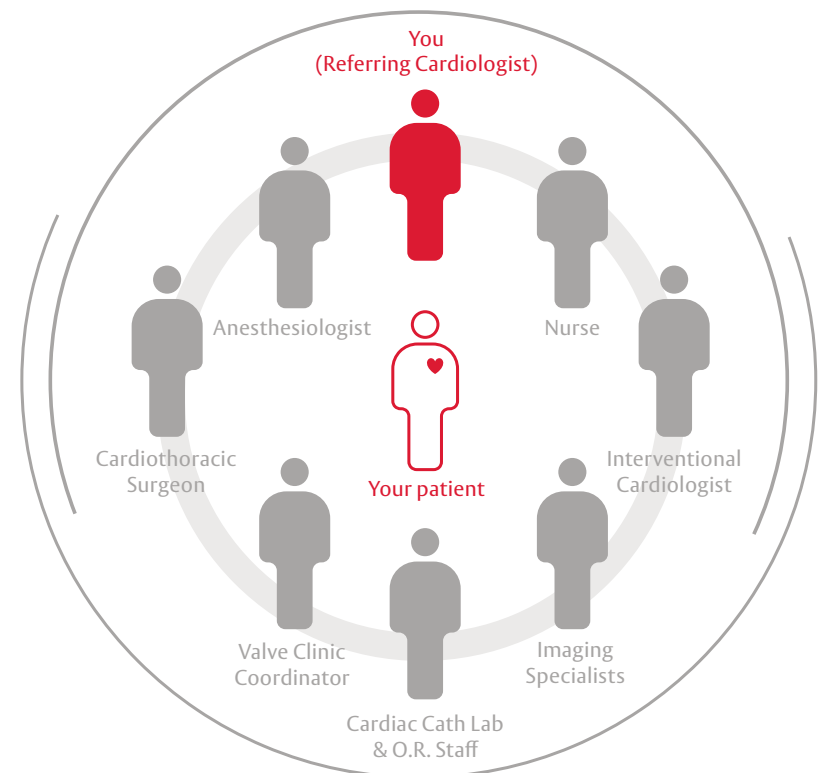 You
(Referring Cardiologist)
Anesthesiologist
Nurse
Cardiothoracic
Surgeon
Your patient
Interventional
Cardiologist
Valve Clinic
Coordinator
Imaging
Specialists
Cardiac Cath Lab
& O.R. Staff